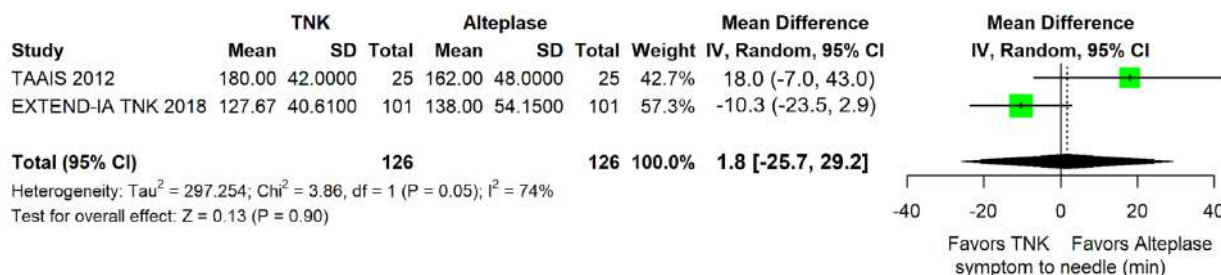 TNK Alteplase Mean Difference Mean Difference
Study Mean SD Total Mean SD Total Weight IV, Random, 95% CI IV, Random, 95% CI
TAAIS 2012 180.00 42.0000 25 162.00 48.0000 25 42.7% 18.0 (-7.0, 43.0)
EXTEND-IA TNK 2018 127.67 40.6100 101 138.00 54.1500 101 57.3% -10.3 (-23.5, 2.9)
Total (95% CI) 126 126 100.0% 1.8 [-25.7, 29.2]
Heterogeneity: Tau² = 297.254; Chi² = 3.86, df = 1 (P = 0.05); I² = 74%
Test for overall effect: Z = 0.13 (P = 0.90)
-40 -20 0 20 40
Favors TNK Favors Alteplase
symptom to needle (min)